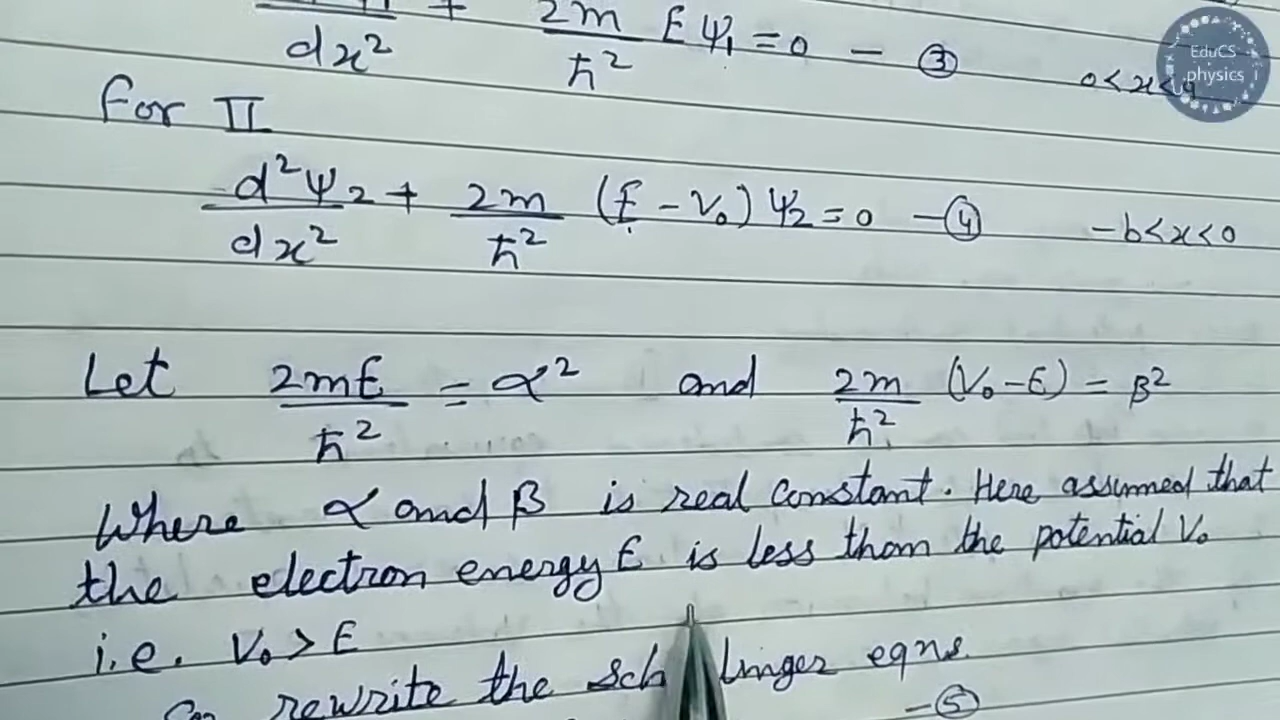 dx² + 2m/ħ² E ψ₁ = 0 — ③ 0<x<a
EduCS physics
For II
d²ψ₂/dx² + 2m/ħ² (E - V₀) ψ₂ = 0 — ④ -b<x<0
Let 2mE/ħ² = α² and 2m/ħ² (V₀-E) = β²
Where α and β is real constant. Here assumed that
the electron energy E is less than the potential V₀
i.e. V₀ > E
rewrite the eqns.
— ⑤